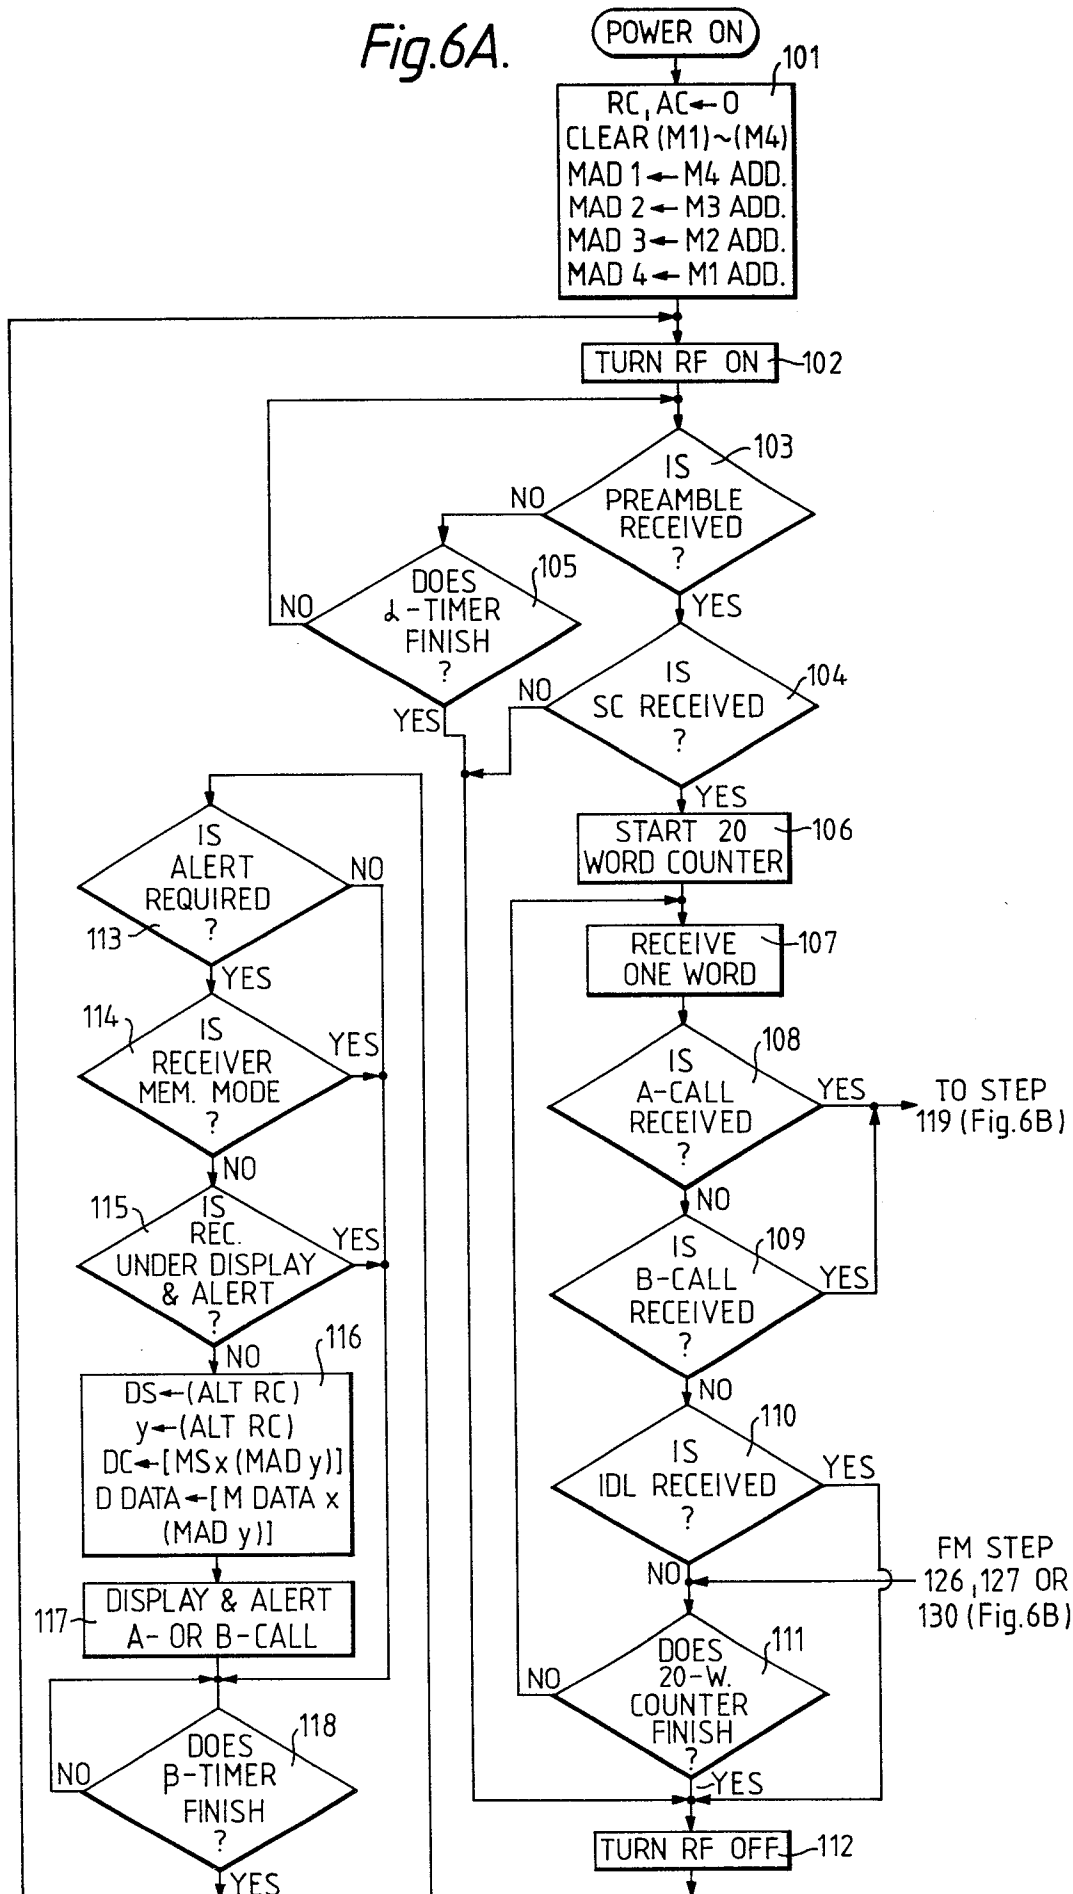 Fig.6A.
POWER ON
101
RC, AC←0
CLEAR (M1)~(M4)
MAD 1←M4 ADD.
MAD 2←M3 ADD.
MAD 3←M2 ADD.
MAD 4←M1 ADD.
TURN RF ON
102
103
IS
PREAMBLE
RECEIVED
?
NO
YES
105
DOES
α-TIMER
FINISH
?
NO
YES
104
IS
SC RECEIVED
?
NO
YES
START 20
WORD COUNTER
106
RECEIVE
ONE WORD
107
108
IS
A-CALL
RECEIVED
?
YES
TO STEP
119 (Fig.6B)
NO
109
IS
B-CALL
RECEIVED
?
YES
NO
110
IS
IDL RECEIVED
?
YES
NO
FM STEP
126,127 OR
130 (Fig.6B)
111
DOES
20-W.
COUNTER
FINISH
?
NO
YES
TURN RF OFF
112
IS
ALERT
REQUIRED
?
113
NO
YES
114
IS
RECEIVER
MEM. MODE
?
YES
NO
115
IS
REC.
UNDER DISPLAY
& ALERT
?
YES
NO
116
DS←(ALT RC)
y←(ALT RC)
DC←[MSx(MAD y)]
D DATA←[M DATA x
(MAD y)]
117
DISPLAY & ALERT
A- OR B-CALL
118
DOES
β-TIMER
FINISH
?
NO
YES